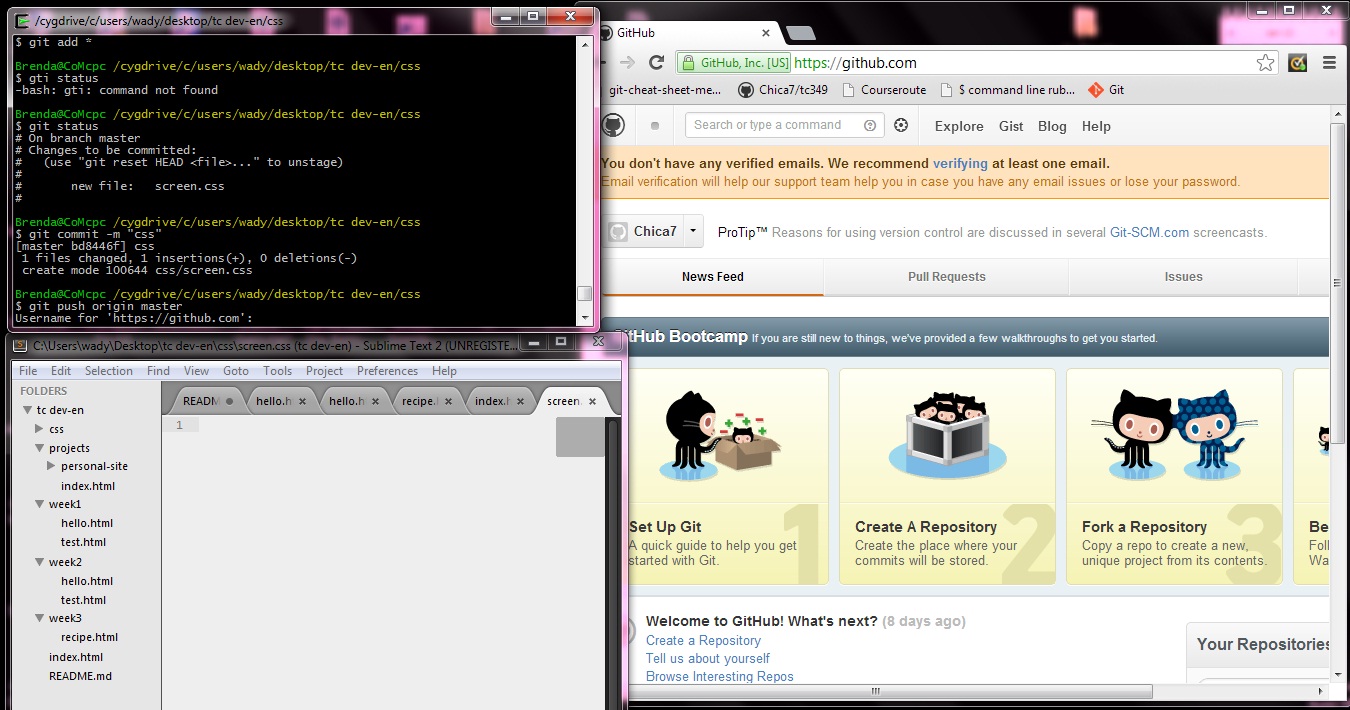 /cygdrive/c/users/wady/desktop/tc dev-en/css
$ git add *
Brenda@CoMcpc /cygdrive/c/users/wady/desktop/tc dev-en/css
$ gti status
-bash: gti: command not found
Brenda@CoMcpc /cygdrive/c/users/wady/desktop/tc dev-en/css
$ git status
# On branch master
# Changes to be committed:
#   (use "git reset HEAD <file>..." to unstage)
#
#       new file:   screen.css
#
Brenda@CoMcpc /cygdrive/c/users/wady/desktop/tc dev-en/css
$ git commit -m "css"
[master bd8446f] css
1 files changed, 1 insertions(+), 0 deletions(-)
create mode 100644 css/screen.css
Brenda@CoMcpc /cygdrive/c/users/wady/desktop/tc dev-en/css
$ git push origin master
Username for 'https://github.com':
C:\Users\wady\Desktop\tc dev-en\css\screen.css (tc dev-en) - Sublime Text 2 (UNREGISTE...
File Edit Selection Find View Goto Tools Project Preferences Help
FOLDERS
tc dev-en
css
projects
personal-site
index.html
week1
hello.html
test.html
week2
hello.html
test.html
week3
recipe.html
index.html
README.md
READM hello.h hello.h recipe. index.h screen.
1
GitHub
GitHub, Inc. [US] https://github.com
git-cheat-sheet-me... Chica7/tc349 Courseroute $ command line rub... Git
Search or type a command Explore Gist Blog Help
You don't have any verified emails. We recommend verifying at least one email.
Email verification will help our support team help you in case you have any email issues or lose your password.
Chica7 ProTip™ Reasons for using version control are discussed in several Git-SCM.com screencasts.
News Feed Pull Requests Issues
tHub Bootcamp If you are still new to things, we've provided a few walkthroughs to get you started.
1
Set Up Git
A quick guide to help you get
started with Git.
2
Create A Repository
Create the place where your
commits will be stored.
3
Fork a Repository
Copy a repo to create a new,
unique project from its contents.
Be
Foll
Wa
Welcome to GitHub! What's next? (8 days ago)
Create a Repository
Tell us about yourself
Browse Interesting Repos
Your Repositories